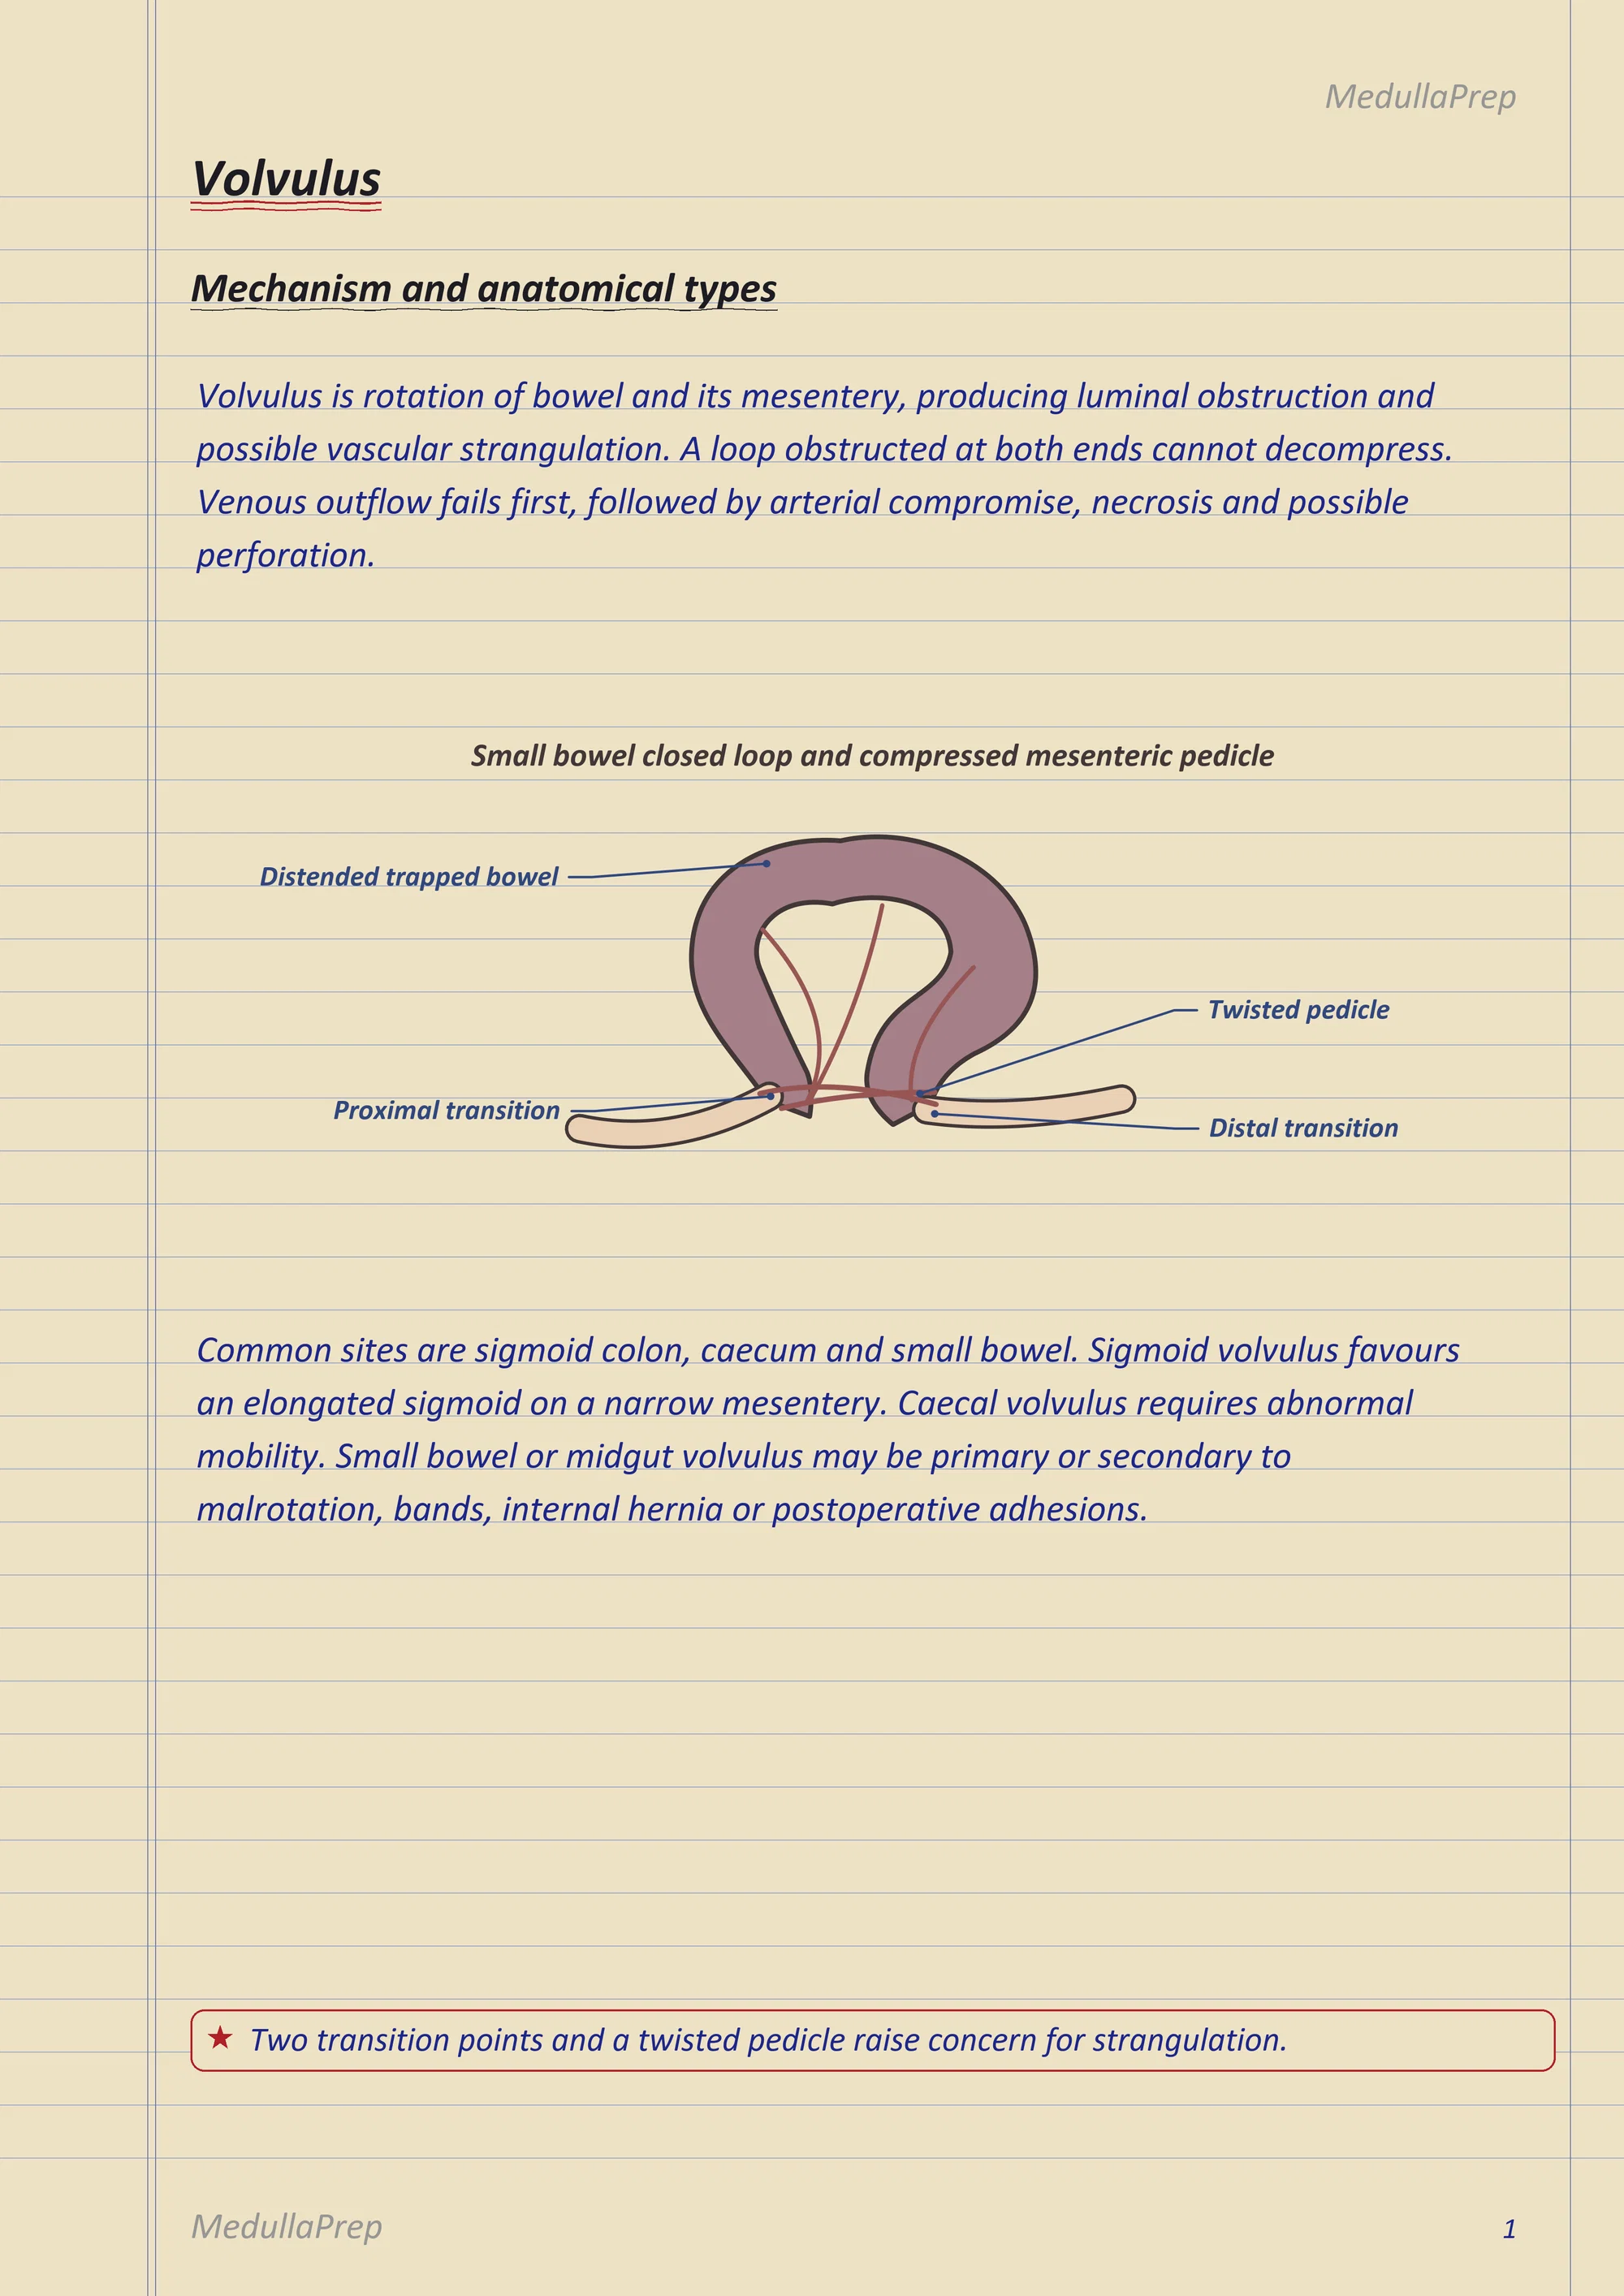 MedullaPrep
Volvulus
Mechanism and anatomical types
Volvulus is rotation of bowel and its mesentery, producing luminal obstruction and
possible vascular strangulation. A loop obstructed at both ends cannot decompress.
Venous outflow fails first, followed by arterial compromise, necrosis and possible
perforation.
Small bowel closed loop and compressed mesenteric pedicle
Distended trapped bowel
Twisted pedicle
Proximal transition
Distal transition
Common sites are sigmoid colon, caecum and small bowel. Sigmoid volvulus favours
an elongated sigmoid on a narrow mesentery. Caecal volvulus requires abnormal
mobility. Small bowel or midgut volvulus may be primary or secondary to
malrotation, bands, internal hernia or postoperative adhesions.
★ Two transition points and a twisted pedicle raise concern for strangulation.
MedullaPrep
1